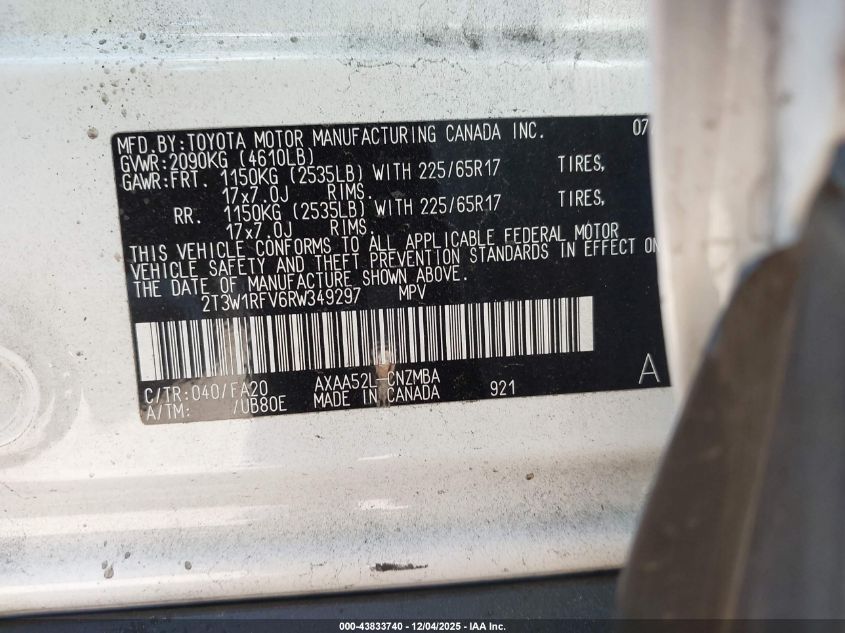 MFD.BY:TOYOTA MOTOR MANUFACTURING CANADA INC. 07
GVWR:2090KG (4610LB)
GAWR:FRT. 1150KG (2535LB) WITH 225/65R17 TIRES,
17x7.0J RIMS.
RR. 1150KG (2535LB) WITH 225/65R17 TIRES,
17x7.0J RIMS.
THIS VEHICLE CONFORMS TO ALL APPLICABLE FEDERAL MOTOR
VEHICLE SAFETY AND THEFT PREVENTION STANDARDS IN EFFECT ON
THE DATE OF MANUFACTURE SHOWN ABOVE.
2T3W1RFV6RW349297 MPV
C/TR:040/FA20 AXAA52L-CNZMBA
A/TM: /UB80E MADE IN CANADA 921 A
000-43833740 - 12/04/2025 - IAA Inc.